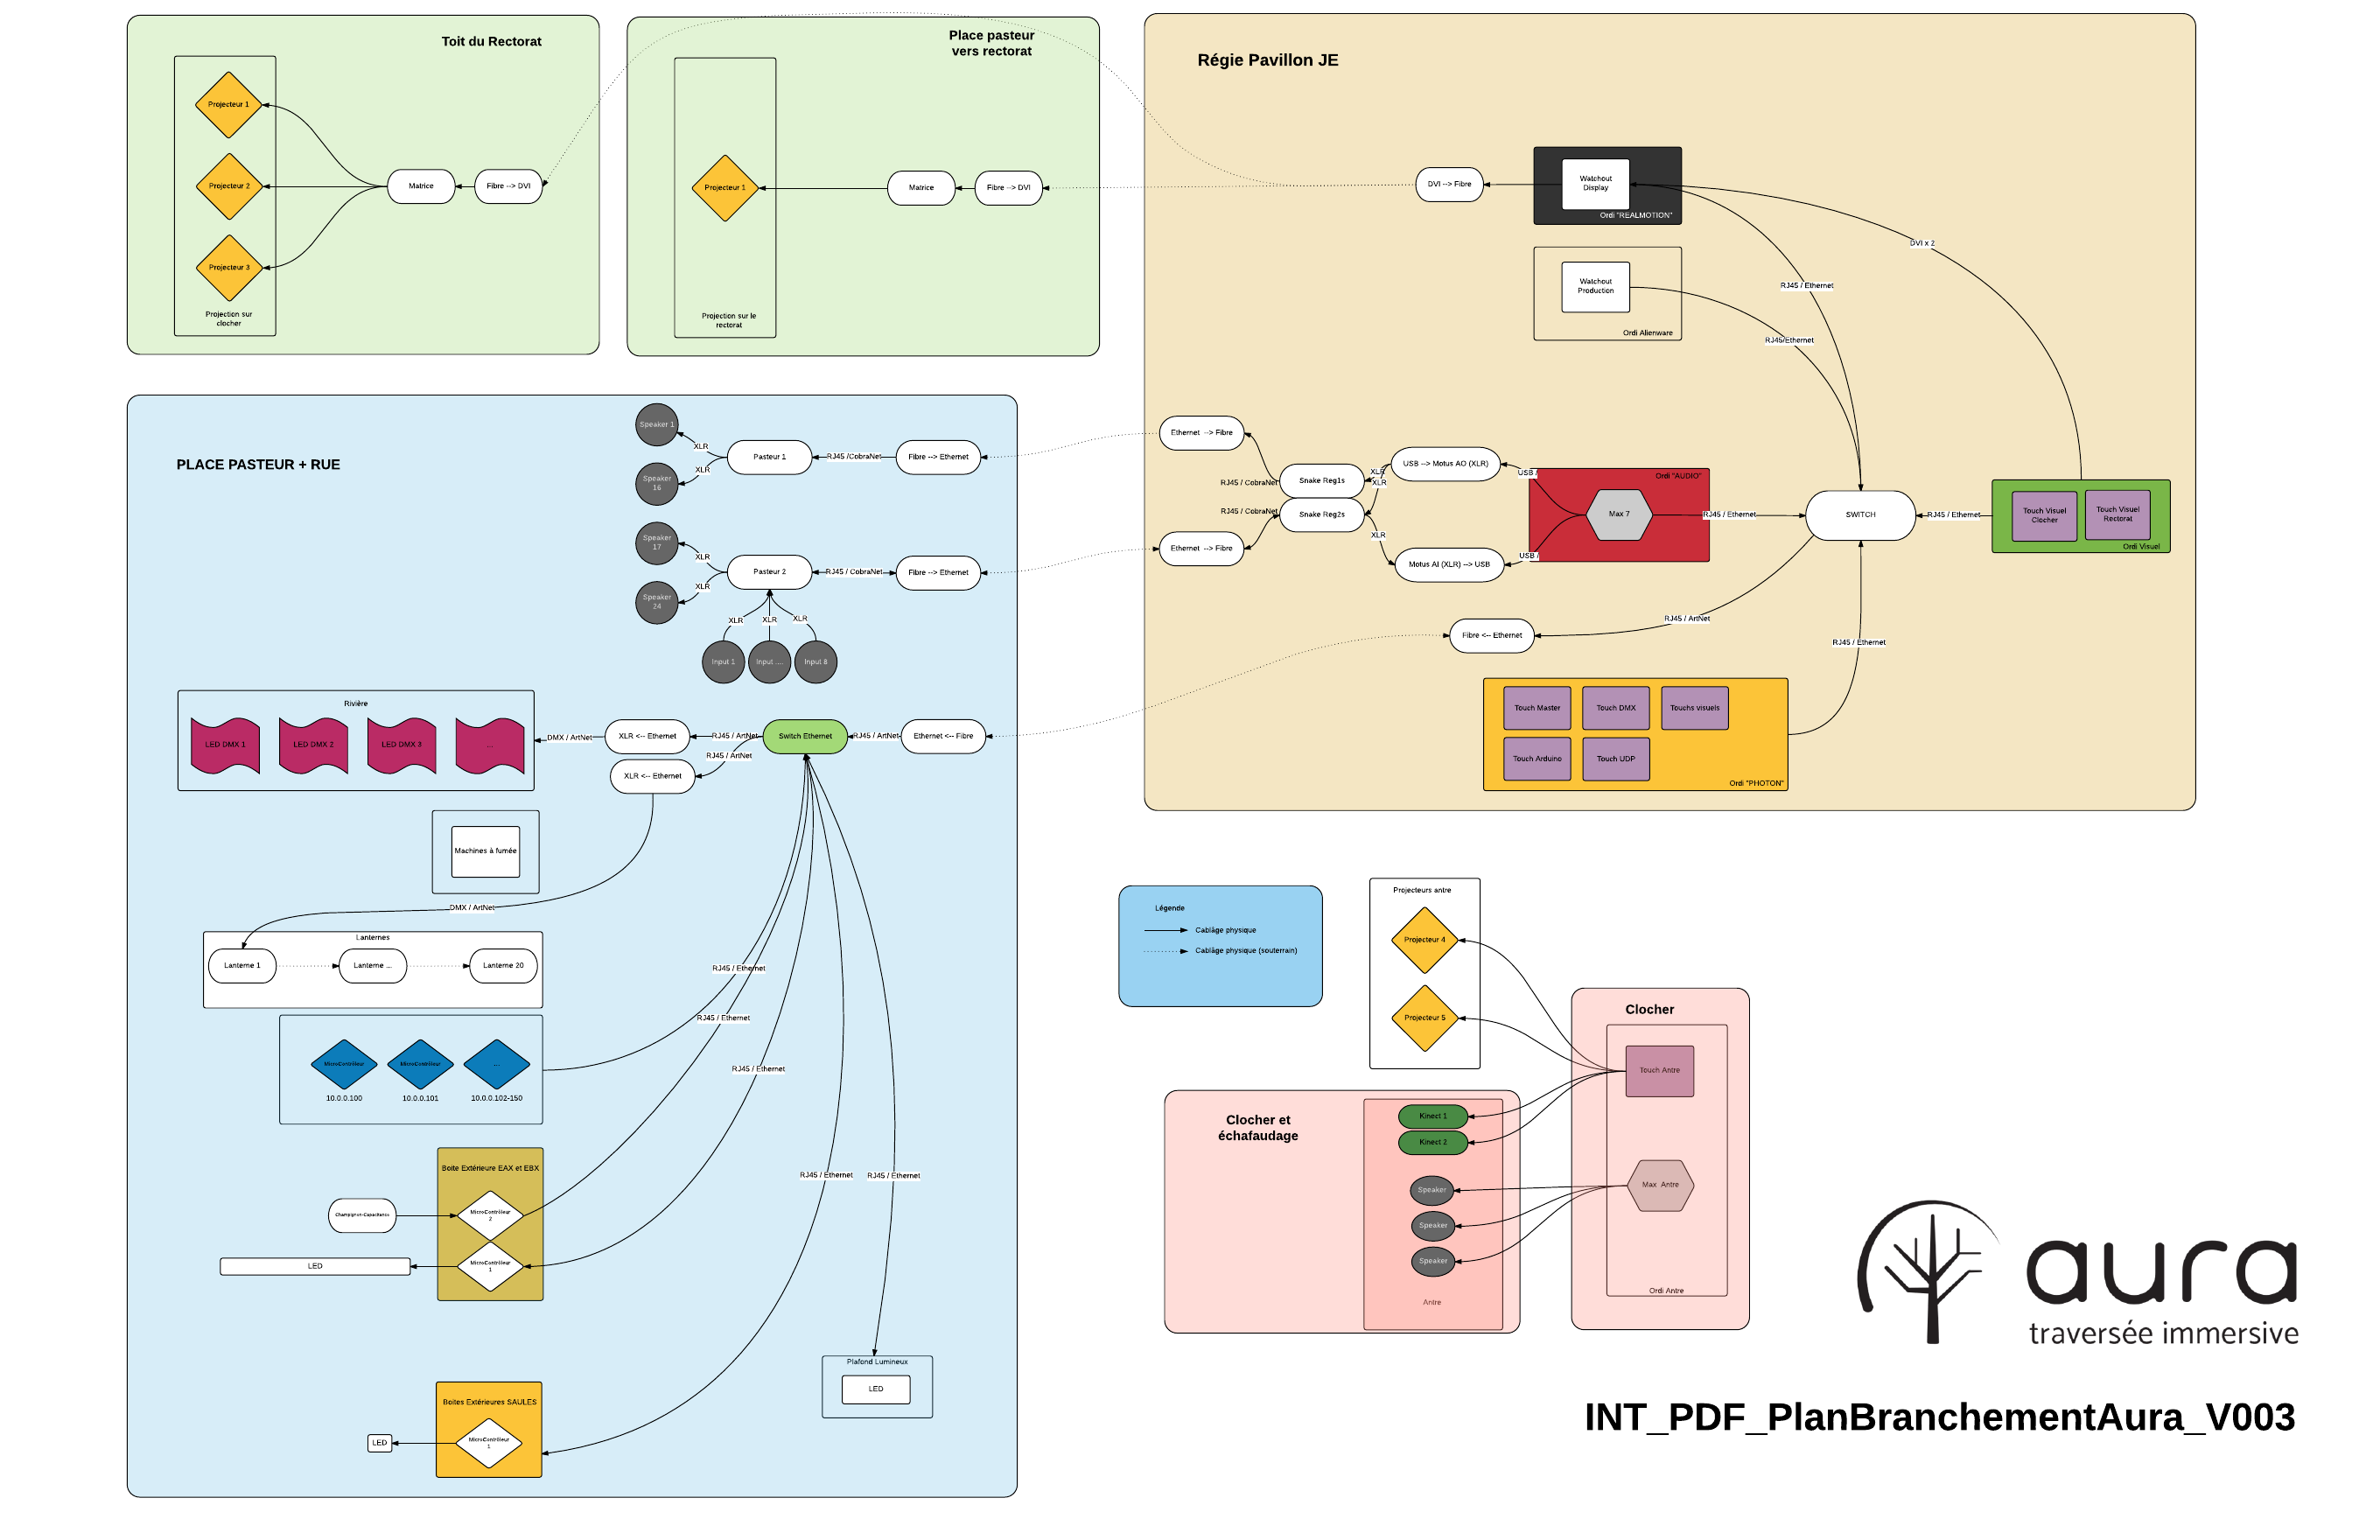 Toit du Rectorat
Projecteur 1
Projecteur 2
Projecteur 3
Matrice
Fibre --> DVI
Projection sur
clocher
Place pasteur
vers rectorat
Projecteur 1
Matrice
Fibre --> DVI
Projection sur le
rectorat
Régie Pavillon JE
DVI --> Fibre
Watchout
Display
Ordi "REALMOTION"
DVI x 2
RJ45 / Ethernet
Watchout
Production
Ordi Alienware
RJ45/Ethernet
Ethernet --> Fibre
RJ45 / CobraNet
Snake Reg1s
XLR
XLR
USB --> Motus AO (XLR)
USB /
Ordi "AUDIO"
Max 7
RJ45 / Ethernet
SWITCH
RJ45 / Ethernet
Touch Visuel
Clocher
Touch Visuel
Rectorat
Ordi Visuel
RJ45 / CobraNet
Snake Reg2s
XLR
Ethernet --> Fibre
Motus AI (XLR) --> USB
USB /
RJ45 / ArtNet
Fibre <-- Ethernet
RJ45 / Ethernet
Touch Master
Touch DMX
Touchs visuels
Touch Arduino
Touch UDP
Ordi "PHOTON"
PLACE PASTEUR + RUE
Speaker 1
XLR
XLR
Speaker
16
Pasteur 1
RJ45 /CobraNet
Fibre --> Ethernet
Speaker
17
XLR
XLR
Speaker
24
Pasteur 2
RJ45 / CobraNet
Fibre --> Ethernet
XLR
XLR
XLR
Input 1
Input ....
Input 8
Rivière
LED DMX 1
LED DMX 2
LED DMX 3
...
DMX / ArtNet
XLR <-- Ethernet
RJ45 / ArtNet
Switch Ethernet
RJ45 / ArtNet
Ethernet <-- Fibre
RJ45 / ArtNet
XLR <-- Ethernet
Machines à fumée
DMX / ArtNet
Lanternes
Lanterne 1
Lanterne ...
Lanterne 20
RJ45 / Ethernet
RJ45 / Ethernet
RJ45 / Ethernet
RJ45 / Ethernet
RJ45 / Ethernet
MicroContrôleur
MicroContrôleur
....
10.0.0.100
10.0.0.101
10.0.0.102-150
Boite Extérieure EAX et EBX
Champignon-Capacitance
MicroContrôleur
2
LED
MicroContrôleur
1
Plafond Lumineux
LED
Boites Extérieures SAULES
LED
MicroContrôleur
1
Légende
Cablâge physique
Cablâge physique (souterrain)
Projecteurs antre
Projecteur 4
Projecteur 5
Clocher
Touch Antre
Max Antre
Ordi Antre
Clocher et
échafaudage
Kinect 1
Kinect 2
Speaker
Speaker
Speaker
Antre
aura
traversée immersive
INT_PDF_PlanBranchementAura_V003